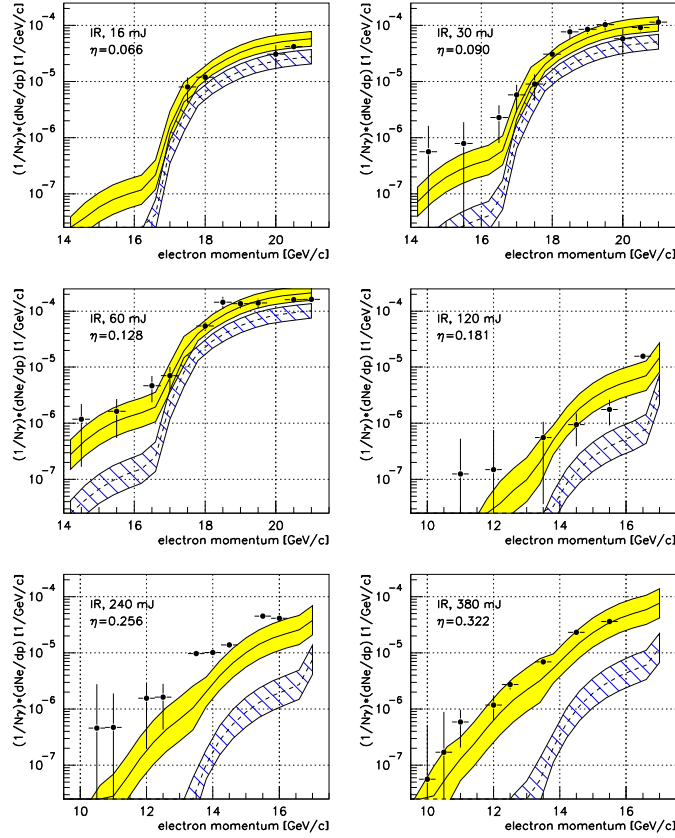 IR, 16 mJ
η=0.066
(1/Nγ)*(dNe/dp) [1/GeV/c]
10⁻⁴
10⁻⁵
10⁻⁶
10⁻⁷
14 16 18 20
electron momentum [GeV/c]
IR, 30 mJ
η=0.090
(1/Nγ)*(dNe/dp) [1/GeV/c]
10⁻⁴
10⁻⁵
10⁻⁶
10⁻⁷
14 16 18 20
electron momentum [GeV/c]
IR, 60 mJ
η=0.128
(1/Nγ)*(dNe/dp) [1/GeV/c]
10⁻⁴
10⁻⁵
10⁻⁶
10⁻⁷
14 16 18 20
electron momentum [GeV/c]
IR, 120 mJ
η=0.181
(1/Nγ)*(dNe/dp) [1/GeV/c]
10⁻⁴
10⁻⁵
10⁻⁶
10⁻⁷
10 12 14 16
electron momentum [GeV/c]
IR, 240 mJ
η=0.256
(1/Nγ)*(dNe/dp) [1/GeV/c]
10⁻⁴
10⁻⁵
10⁻⁶
10⁻⁷
10 12 14 16
electron momentum [GeV/c]
IR, 380 mJ
η=0.322
(1/Nγ)*(dNe/dp) [1/GeV/c]
10⁻⁴
10⁻⁵
10⁻⁶
10⁻⁷
10 12 14 16
electron momentum [GeV/c]